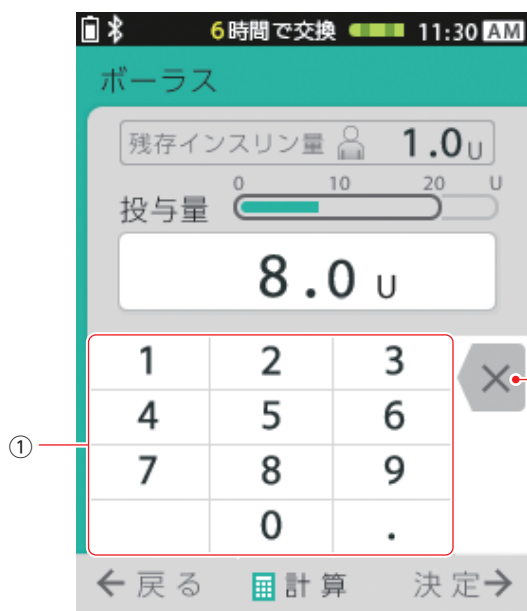 6時間で交換 11:30 AM
ボーラス
残存インスリン量 1.0 U
0 10 20 U
投与量
8.0 U
1 2 3
4 5 6
①
7 8 9
0 .
戻る 計算 決定